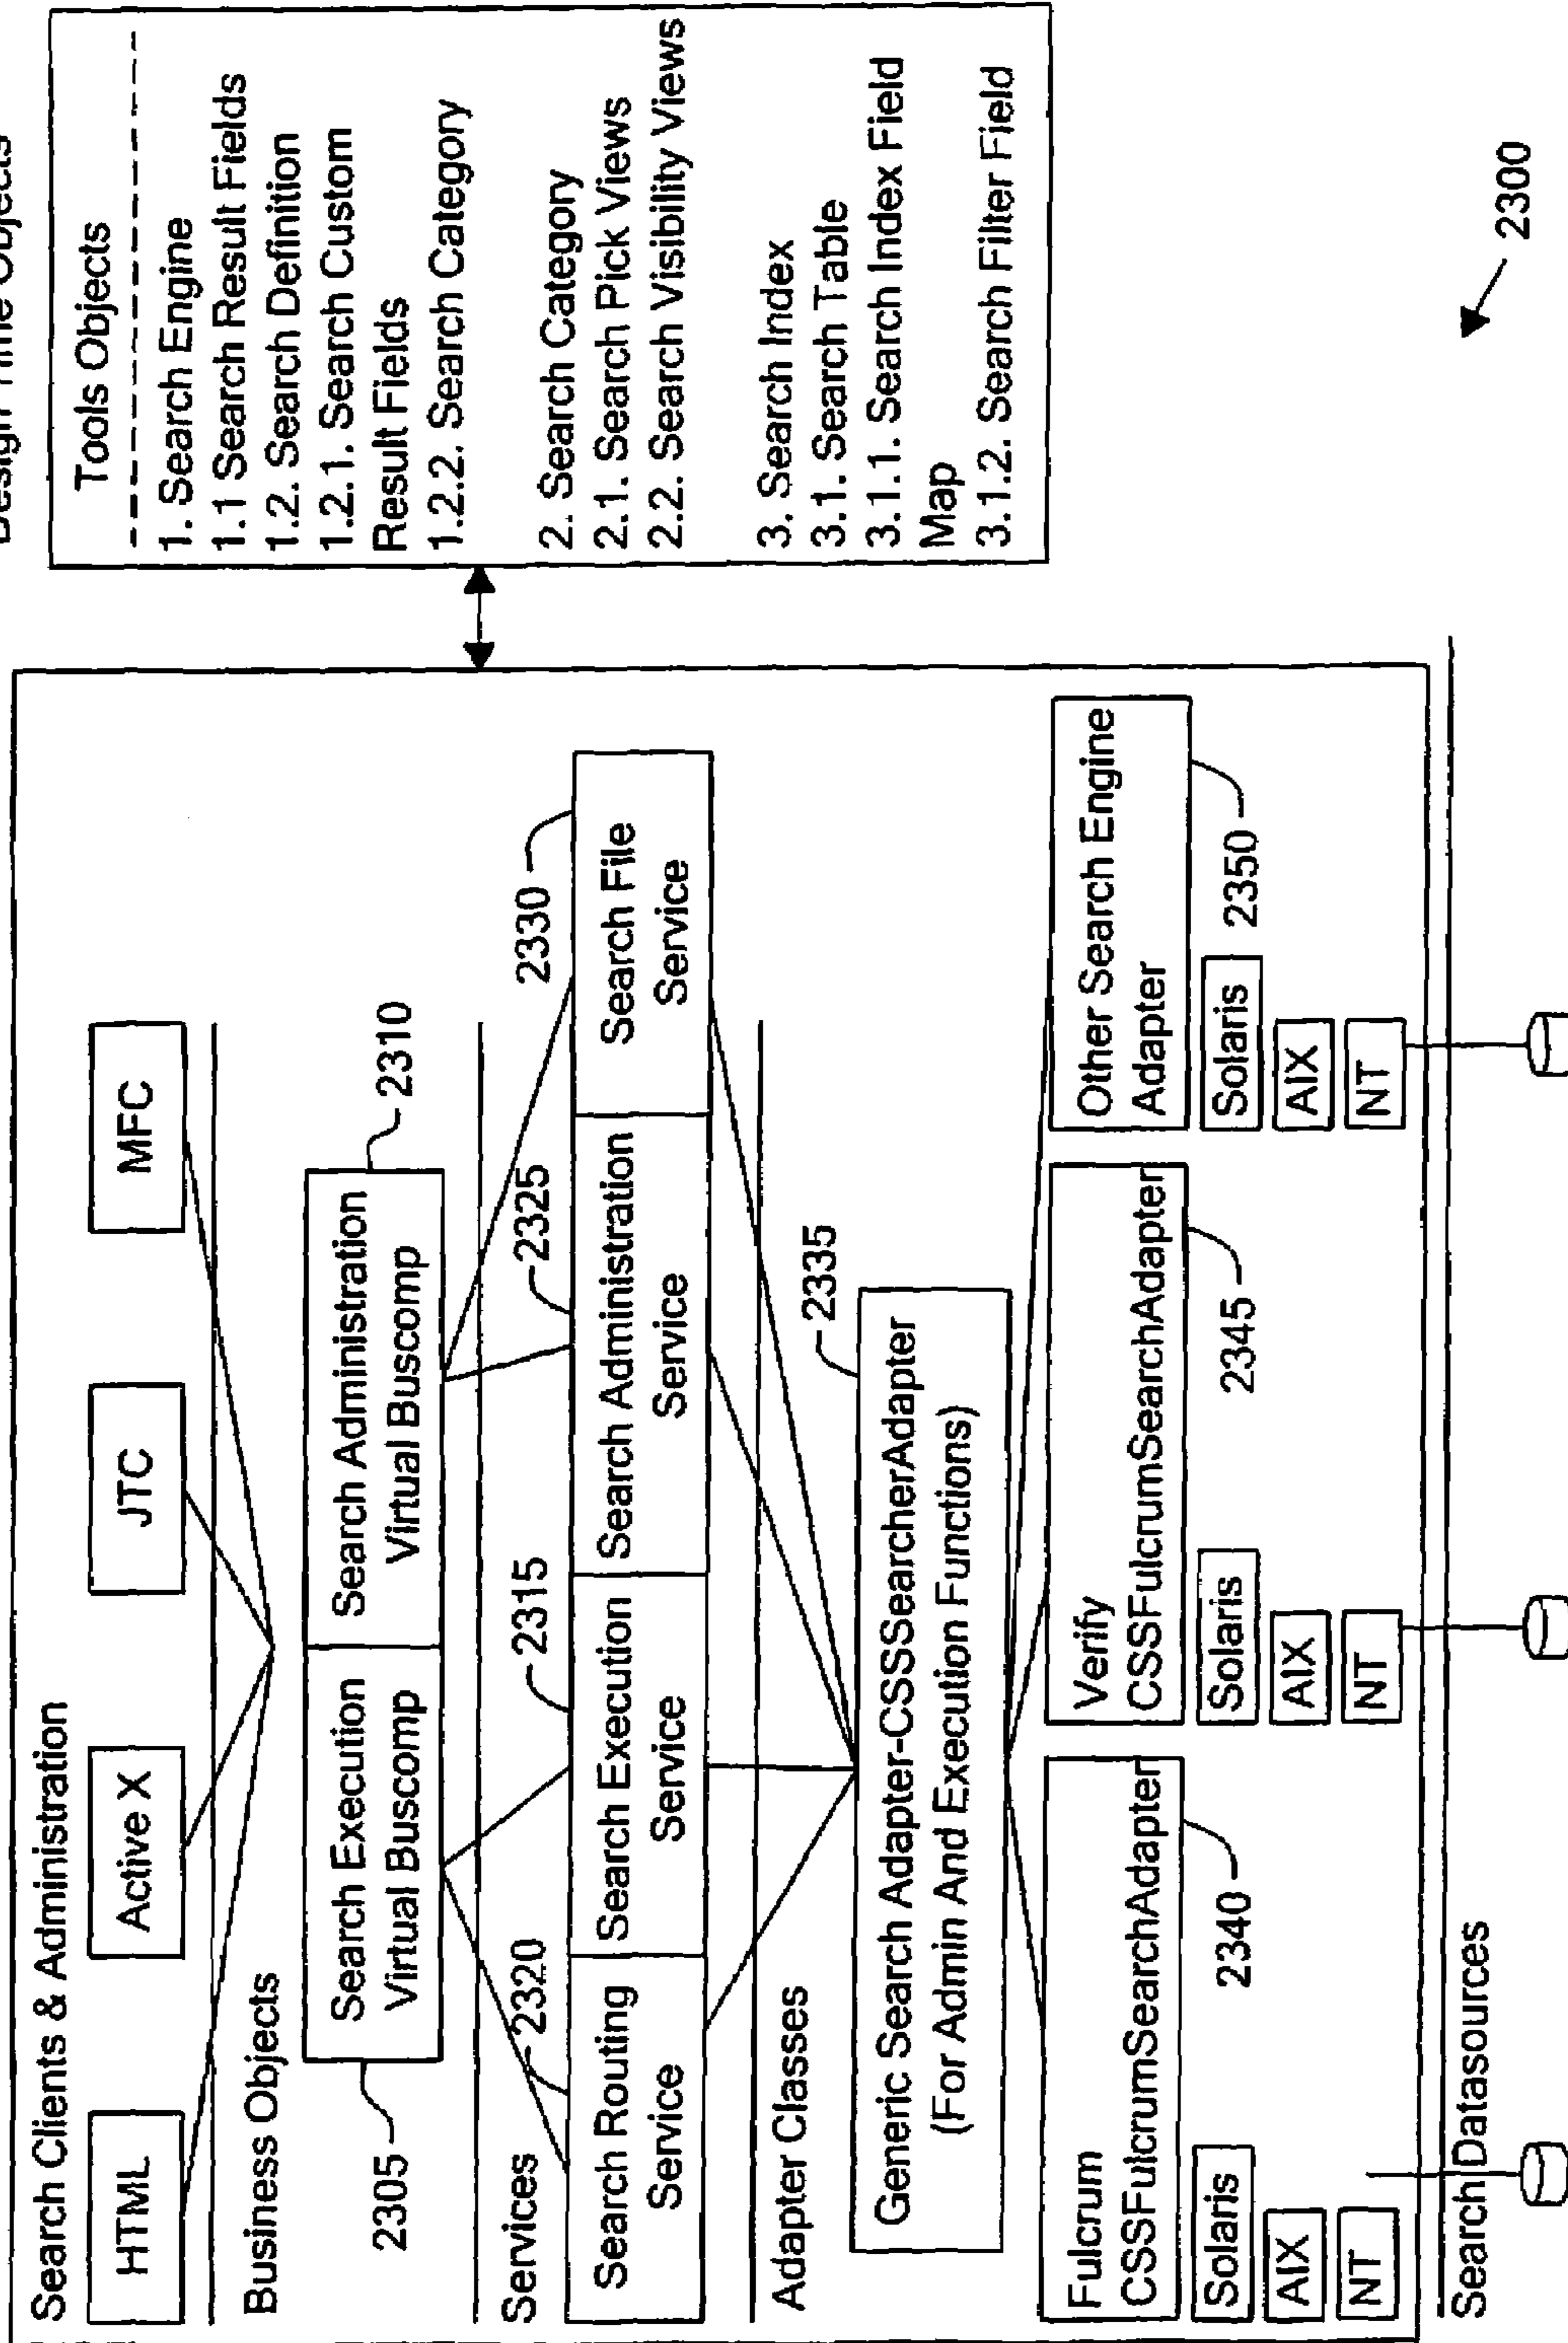 Design Time Objects
Tools Objects
1. Search Engine
1.1 Search Result Fields
1.2. Search Definition
1.2.1. Search Custom
Result Fields
1.2.2. Search Category
2. Search Category
2.1. Search Pick Views
2.2. Search Visibility Views
3. Search Index
3.1. Search Table
3.1.1. Search Index Field
Map
3.1.2. Search Filter Field
2300
Search Clients & Administration
HTML
Active X
JTC
MFC
Business Objects
Search Execution
Virtual Buscomp
Search Administration
Virtual Buscomp
2305
2310
Services
2320
2315
2325
2330
Search Routing
Service
Search Execution
Service
Search Administration
Service
Search File
Service
Adapter Classes
2335
Generic Search Adapter-CSSSearcherAdapter
(For Admin And Execution Functions)
Fulcrum
CSSFulcrumSearchAdapter
Solaris
AIX
NT
2340
Verify
CSSFulcrumSearchAdapter
Solaris
AIX
NT
2345
Other Search Engine
Adapter
Solaris
AIX
NT
2350
Search Datasources